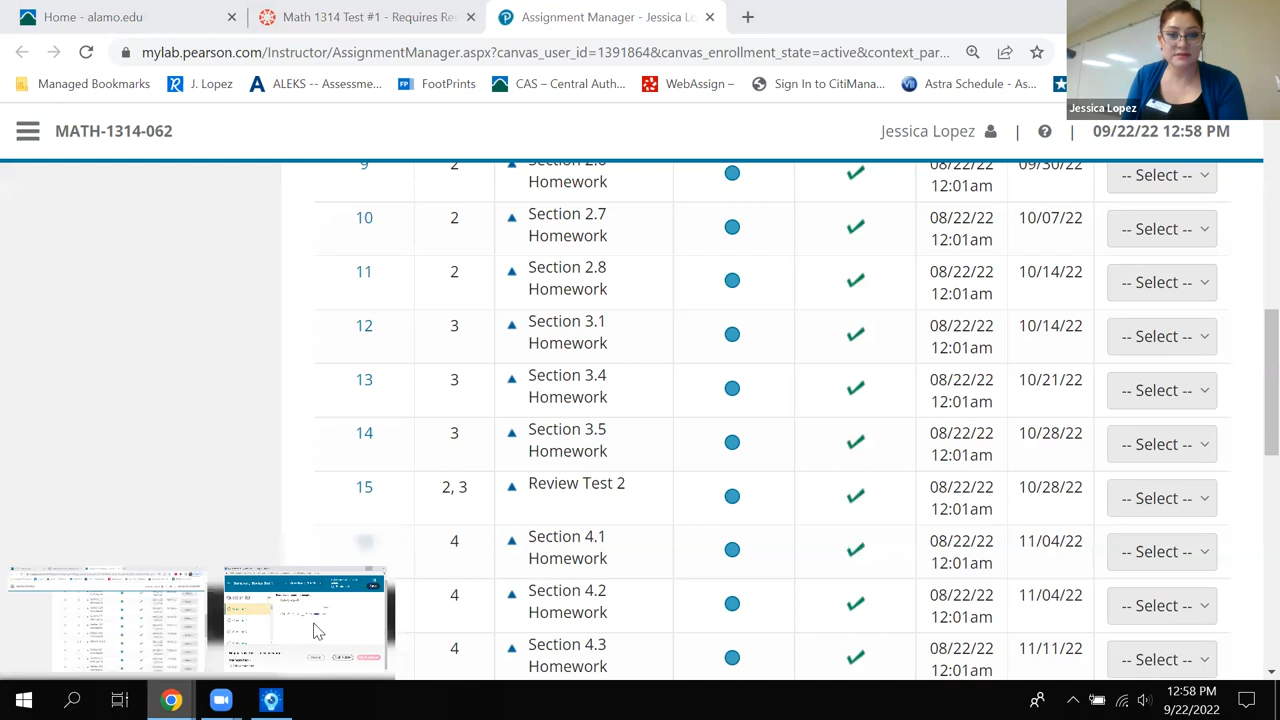 Home - alamo.edu
Math 1314 Test #1 - Requires Re
Assignment Manager - Jessica Lo
mylab.pearson.com/Instructor/AssignmentManager.aspx?canvas_user_id=1391864&canvas_enrollment_state=active&context_par...
Managed Bookmarks
J. Lopez
ALEKS -- Assessme...
FootPrints
CAS – Central Auth...
WebAssign –
Sign In to CitiMana...
Astra Schedule - As...
Jessica Lopez
MATH-1314-062
Jessica Lopez | | 09/22/22 12:58 PM
9 2 Section 2.6 08/22/22 09/30/22
Homework 12:01am -- Select --
10 2 Section 2.7 08/22/22 10/07/22
Homework 12:01am -- Select --
11 2 Section 2.8 08/22/22 10/14/22
Homework 12:01am -- Select --
12 3 Section 3.1 08/22/22 10/14/22
Homework 12:01am -- Select --
13 3 Section 3.4 08/22/22 10/21/22
Homework 12:01am -- Select --
14 3 Section 3.5 08/22/22 10/28/22
Homework 12:01am -- Select --
15 2, 3 Review Test 2 08/22/22 10/28/22
12:01am -- Select --
4 Section 4.1 08/22/22 11/04/22
Homework 12:01am -- Select --
4 Section 4.2 08/22/22 11/04/22
Homework 12:01am -- Select --
4 Section 4.3 08/22/22 11/11/22
Homework 12:01am -- Select --
12:58 PM
9/22/2022